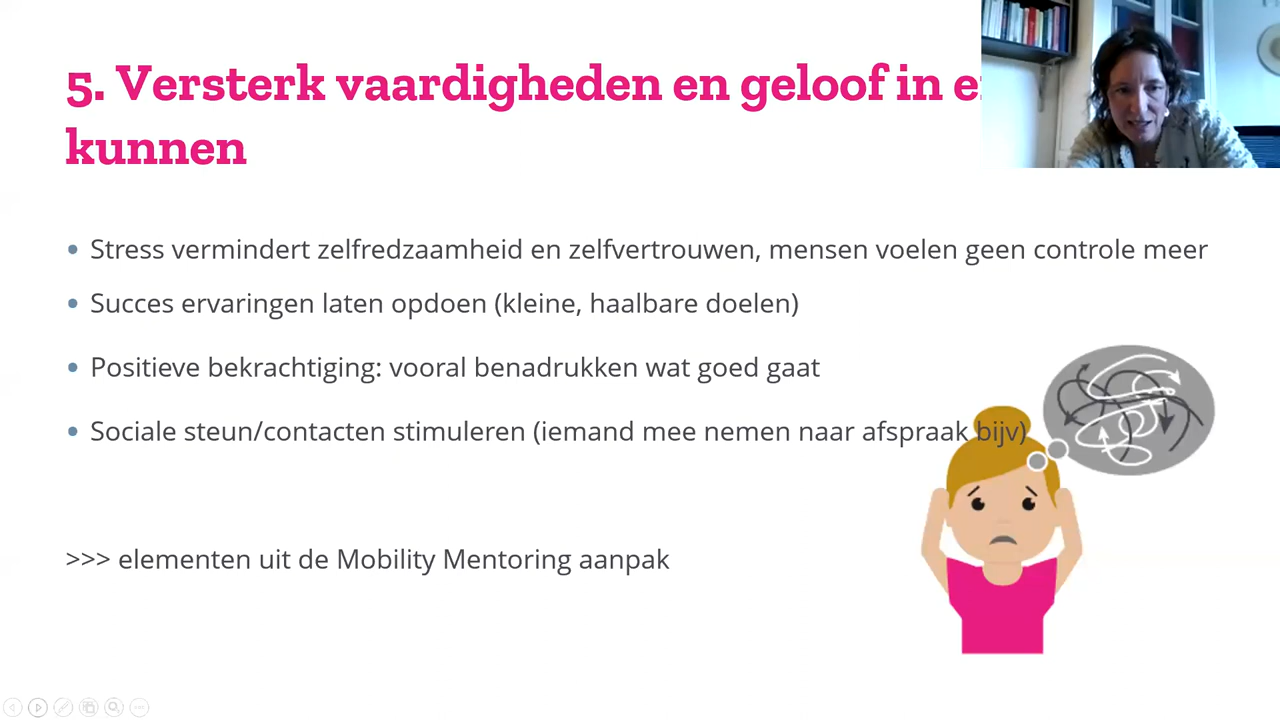 5. Versterk vaardigheden en geloof in
kunnen
• Stress vermindert zelfredzaamheid en zelfvertrouwen, mensen voelen geen controle meer
• Succes ervaringen laten opdoen (kleine, haalbare doelen)
• Positieve bekrachtiging: vooral benadrukken wat goed gaat
• Sociale steun/contacten stimuleren (iemand mee nemen naar afspraak bijv)
>>> elementen uit de Mobility Mentoring aanpak